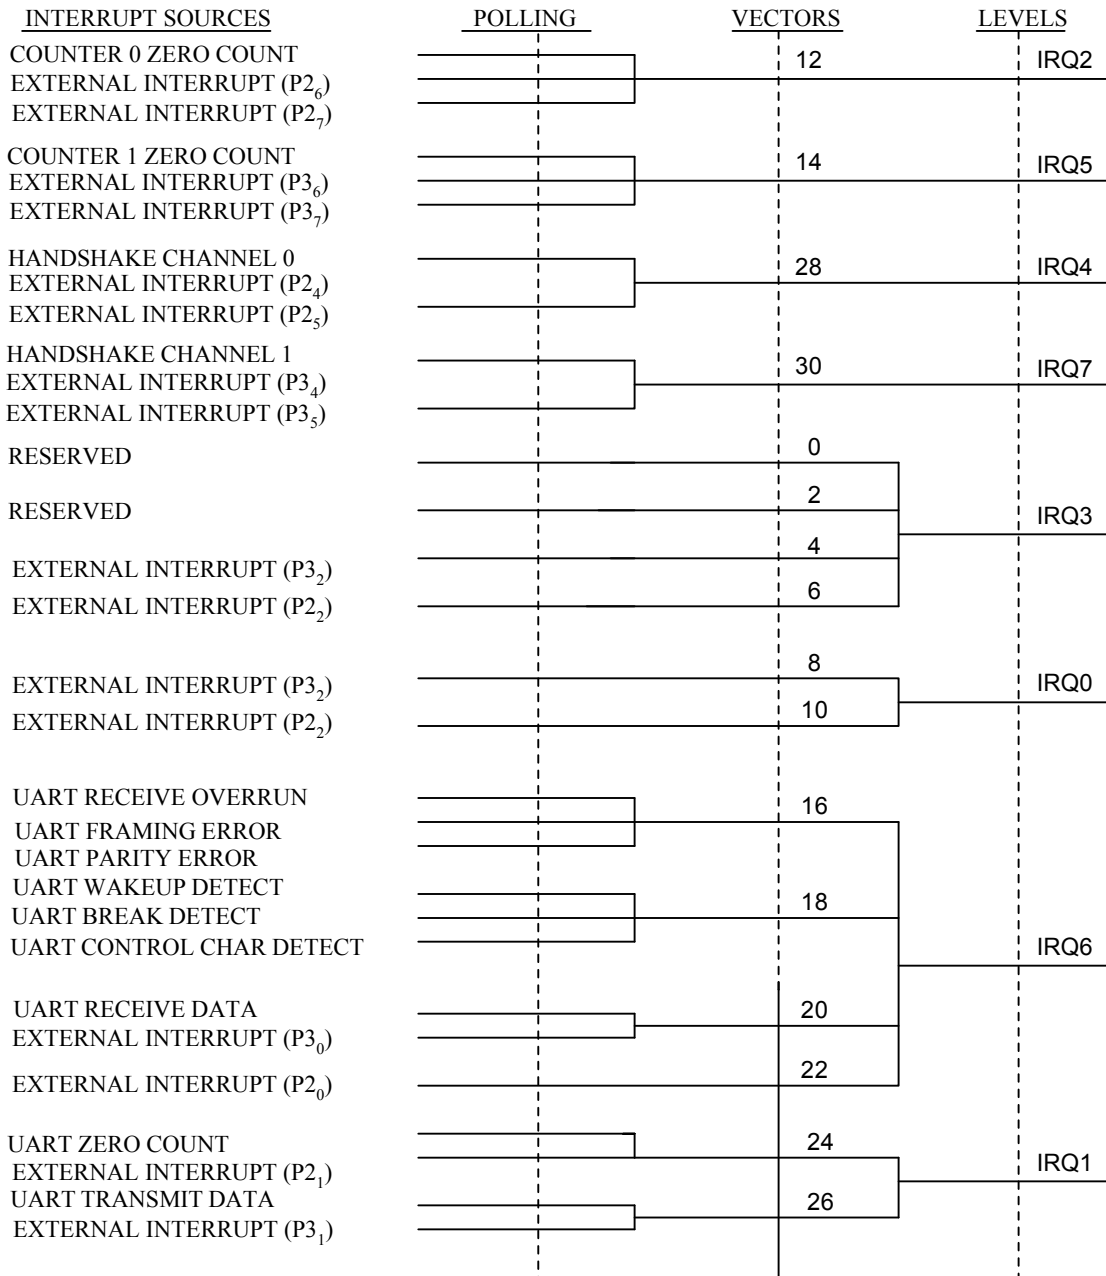 INTERRUPT SOURCES POLLING VECTORS LEVELS
COUNTER 0 ZERO COUNT 12 IRQ2
EXTERNAL INTERRUPT (P2₆)
EXTERNAL INTERRUPT (P2₇)
COUNTER 1 ZERO COUNT 14 IRQ5
EXTERNAL INTERRUPT (P3₆)
EXTERNAL INTERRUPT (P3₇)
HANDSHAKE CHANNEL 0 28 IRQ4
EXTERNAL INTERRUPT (P2₄)
EXTERNAL INTERRUPT (P2₅)
HANDSHAKE CHANNEL 1 30 IRQ7
EXTERNAL INTERRUPT (P3₄)
EXTERNAL INTERRUPT (P3₅)
RESERVED 0
RESERVED 2 IRQ3
EXTERNAL INTERRUPT (P3₂) 4
EXTERNAL INTERRUPT (P2₂) 6
EXTERNAL INTERRUPT (P3₂) 8 IRQ0
EXTERNAL INTERRUPT (P2₂) 10
UART RECEIVE OVERRUN 16
UART FRAMING ERROR
UART PARITY ERROR
UART WAKEUP DETECT 18
UART BREAK DETECT
UART CONTROL CHAR DETECT IRQ6
UART RECEIVE DATA 20
EXTERNAL INTERRUPT (P3₀)
EXTERNAL INTERRUPT (P2₀) 22
UART ZERO COUNT 24
EXTERNAL INTERRUPT (P2₁) IRQ1
UART TRANSMIT DATA 26
EXTERNAL INTERRUPT (P3₁)